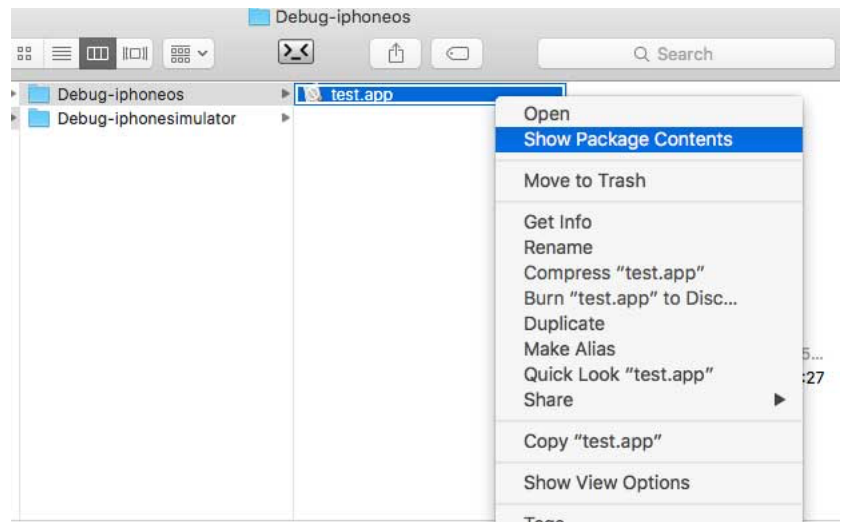 Debug-iphoneos
Search
Debug-iphoneos
test.app
Debug-iphonesimulator
Open
Show Package Contents
Move to Trash
Get Info
Rename
Compress “test.app”
Burn “test.app” to Disc...
Duplicate
Make Alias
5...
Quick Look “test.app”
:27
Share
Copy “test.app”
Show View Options